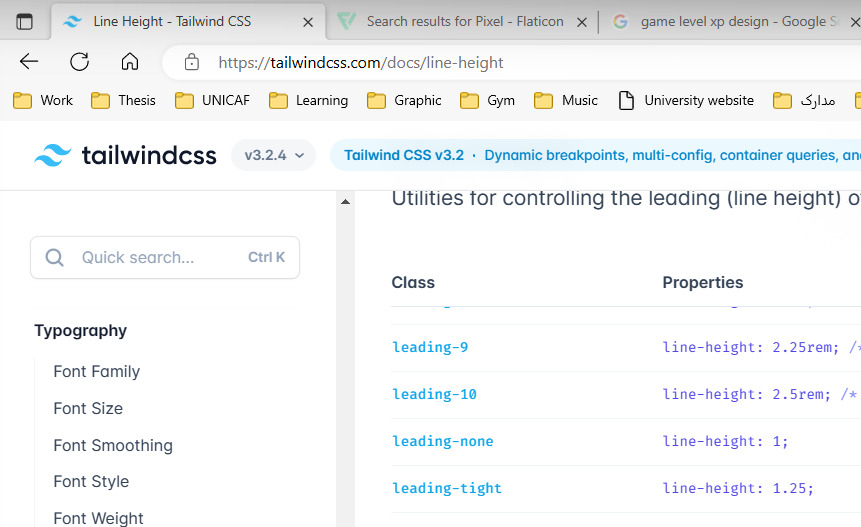 Line Height - Tailwind CSS
Search results for Pixel - Flaticon
game level xp design - Google S
https://tailwindcss.com/docs/line-height
Work
Thesis
UNICAF
Learning
Graphic
Gym
Music
University website
مدارک
tailwindcss
v3.2.4
Tailwind CSS v3.2 · Dynamic breakpoints, multi-config, container queries, an
Utilities for controlling the leading (line height) o
Quick search...
Ctrl K
Class
Properties
Typography
leading-9
line-height: 2.25rem; /*
Font Family
leading-10
line-height: 2.5rem; /*
Font Size
Font Smoothing
leading-none
line-height: 1;
Font Style
leading-tight
line-height: 1.25;
Font Weight